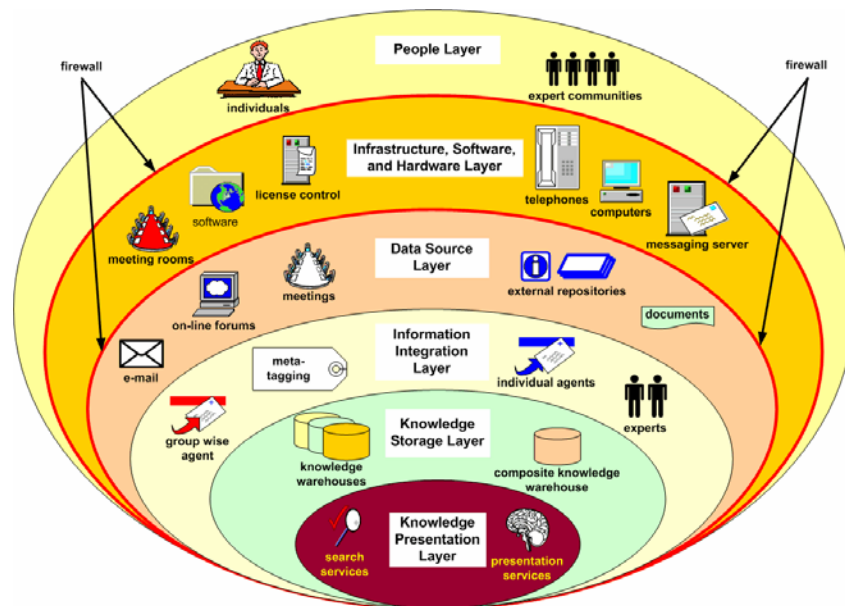 People Layer
firewall
firewall
individuals
expert communities
Infrastructure, Software,
and Hardware Layer
license control
software
telephones
computers
messaging server
meeting rooms
Data Source
Layer
meetings
external repositories
on-line forums
documents
e-mail
Information
Integration
Layer
meta-
tagging
individual agents
group wise
agent
experts
Knowledge
Storage Layer
knowledge
warehouses
composite knowledge
warehouse
Knowledge
Presentation
Layer
search
services
presentation
services